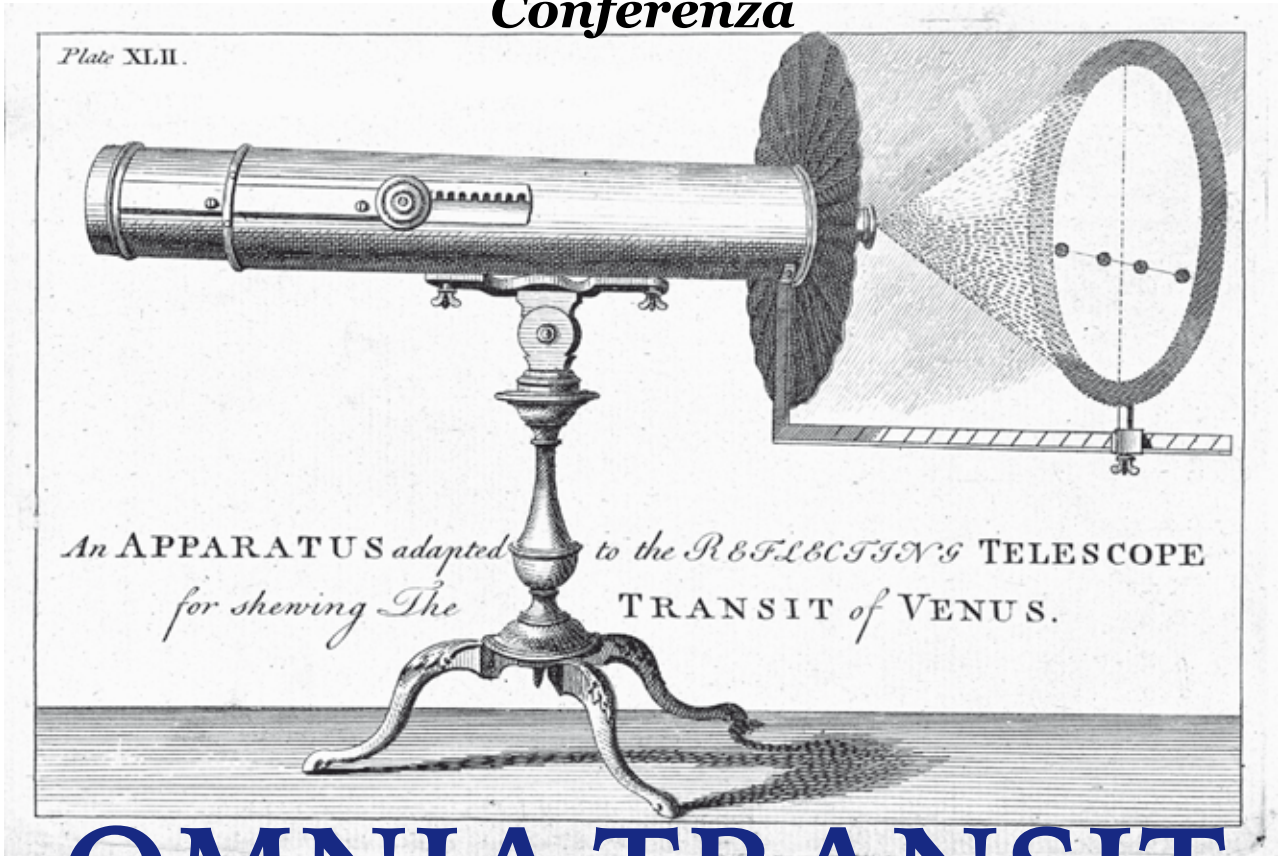 Conferenza
Plate XLII.
An APPARATUS adapted to the REFLECTING TELESCOPE
for shewing The TRANSIT of VENUS.
OMNIA TRANSIT